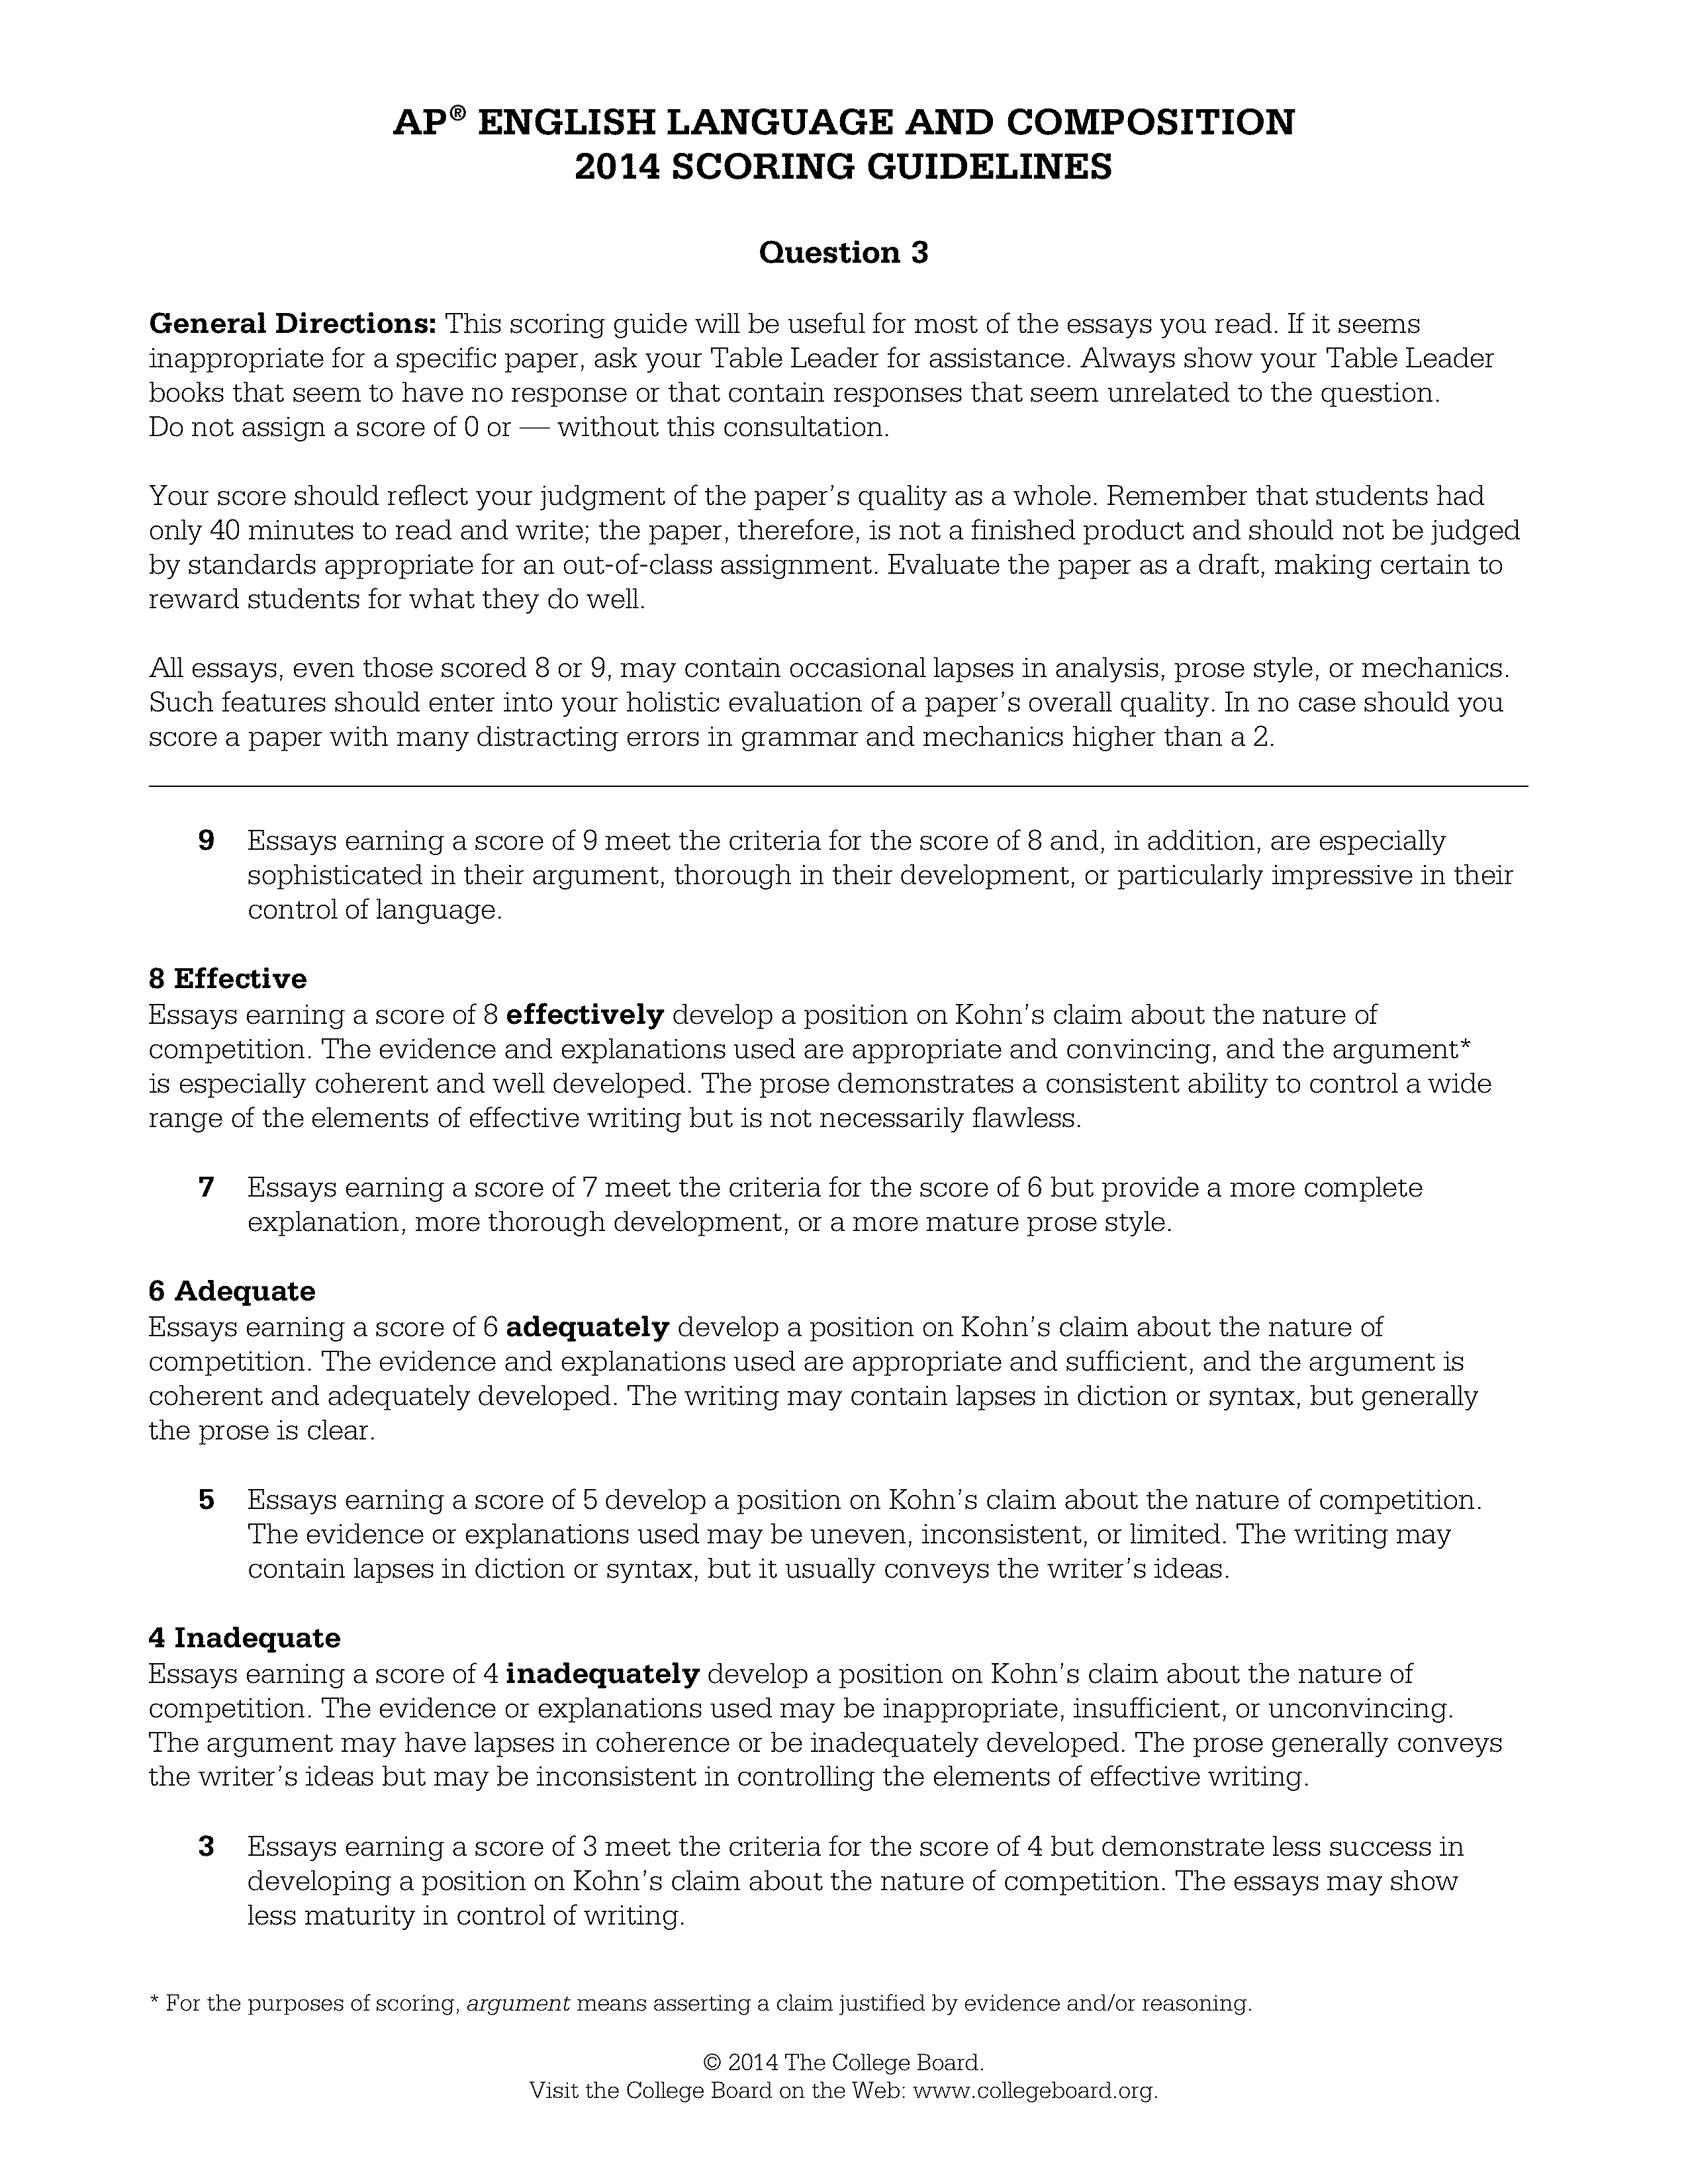 AP® ENGLISH LANGUAGE AND COMPOSITION
2014 SCORING GUIDELINES
Question 3
General Directions: This scoring guide will be useful for most of the essays you read. If it seems
inappropriate for a specific paper, ask your Table Leader for assistance. Always show your Table Leader
books that seem to have no response or that contain responses that seem unrelated to the question.
Do not assign a score of 0 or — without this consultation.
Your score should reflect your judgment of the paper's quality as a whole. Remember that students had
only 40 minutes to read and write; the paper, therefore, is not a finished product and should not be judged
by standards appropriate for an out-of-class assignment. Evaluate the paper as a draft, making certain to
reward students for what they do well.
All essays, even those scored 8 or 9, may contain occasional lapses in analysis, prose style, or mechanics.
Such features should enter into your holistic evaluation of a paper's overall quality. In no case should you
score a paper with many distracting errors in grammar and mechanics higher than a 2.
9 Essays earning a score of 9 meet the criteria for the score of 8 and, in addition, are especially
sophisticated in their argument, thorough in their development, or particularly impressive in their
control of language.
8 Effective
Essays earning a score of 8 effectively develop a position on Kohn's claim about the nature of
competition. The evidence and explanations used are appropriate and convincing, and the argument*
is especially coherent and well developed. The prose demonstrates a consistent ability to control a wide
range of the elements of effective writing but is not necessarily flawless.
7 Essays earning a score of 7 meet the criteria for the score of 6 but provide a more complete
explanation, more thorough development, or a more mature prose style.
6 Adequate
Essays earning a score of 6 adequately develop a position on Kohn's claim about the nature of
competition. The evidence and explanations used are appropriate and sufficient, and the argument is
coherent and adequately developed. The writing may contain lapses in diction or syntax, but generally
the prose is clear.
5 Essays earning a score of 5 develop a position on Kohn's claim about the nature of competition.
The evidence or explanations used may be uneven, inconsistent, or limited. The writing may
contain lapses in diction or syntax, but it usually conveys the writer's ideas.
4 Inadequate
Essays earning a score of 4 inadequately develop a position on Kohn's claim about the nature of
competition. The evidence or explanations used may be inappropriate, insufficient, or unconvincing.
The argument may have lapses in coherence or be inadequately developed. The prose generally conveys
the writer's ideas but may be inconsistent in controlling the elements of effective writing.
3 Essays earning a score of 3 meet the criteria for the score of 4 but demonstrate less success in
developing a position on Kohn's claim about the nature of competition. The essays may show
less maturity in control of writing.
* For the purposes of scoring, argument means asserting a claim justified by evidence and/or reasoning.
© 2014 The College Board.
Visit the College Board on the Web: www.collegeboard.org.